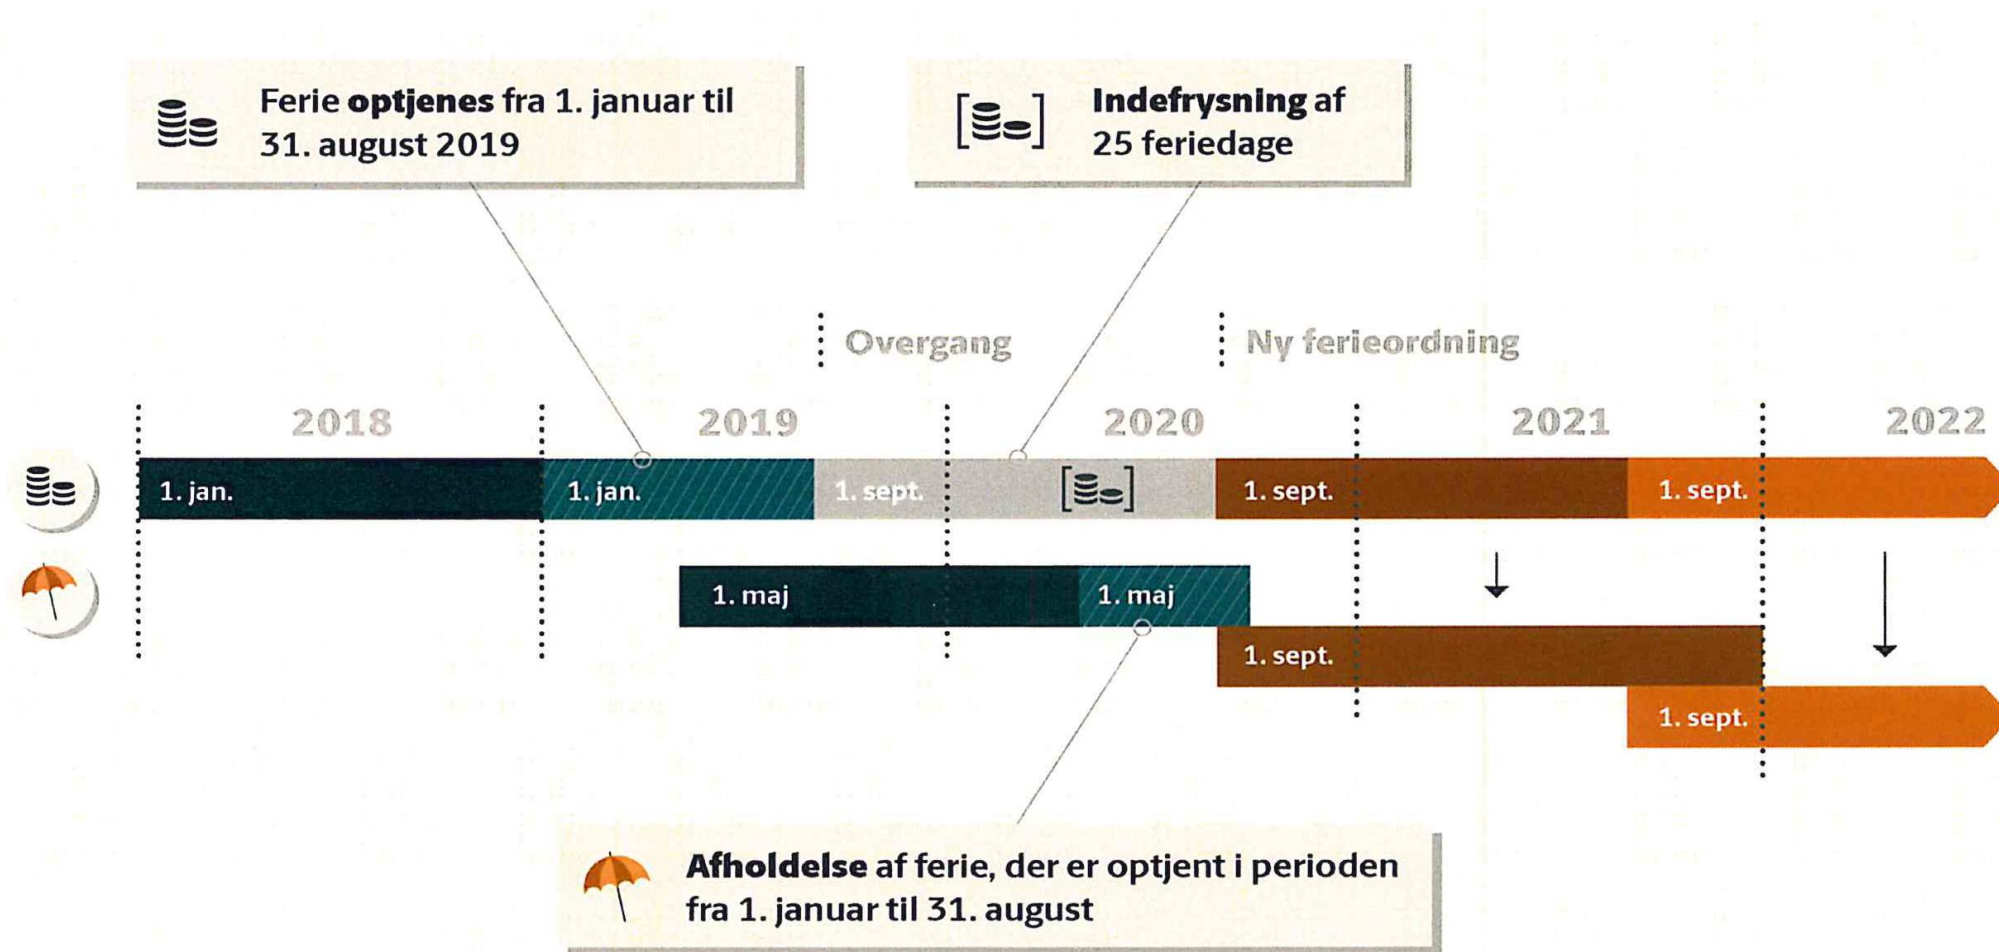 Ferie optjenes fra 1. januar til
31. august 2019
Indefrysning af
25 feriedage
Overgang
Ny ferieordning
2018
2019
2020
2021
2022
1. jan.
1. jan.
1. sept.
1. sept.
1. sept.
1. maj
1. maj
1. sept.
1. sept.
Afholdelse af ferie, der er optjent i perioden
fra 1. januar til 31. august